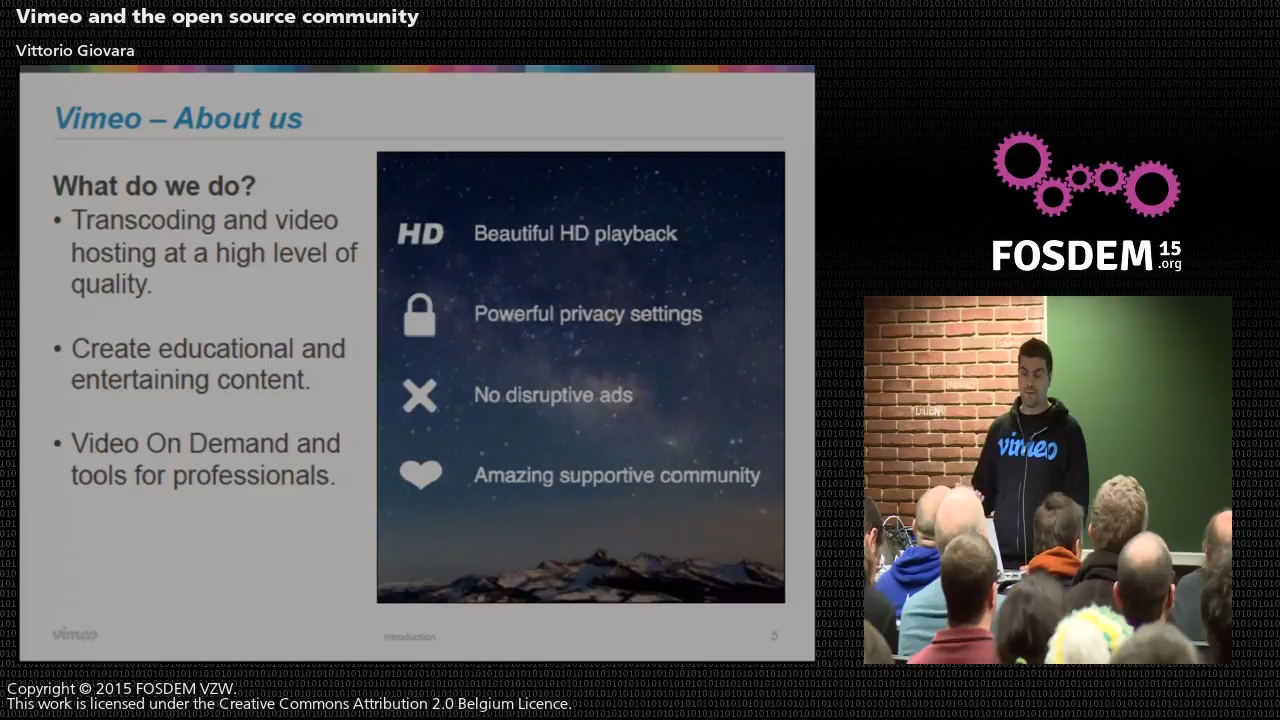 Vimeo and the open source community
Vittorio Giovara
Vimeo – About us
What do we do?
• Transcoding and video
hosting at a high level of
quality.
• Create educational and
entertaining content.
• Video On Demand and
tools for professionals.
HD Beautiful HD playback
Powerful privacy settings
No disruptive ads
Amazing supportive community
vimeo Introduction 5
FOSDEM 15
.org
vimeo
Copyright © 2015 FOSDEM VZW.
This work is licensed under the Creative Commons Attribution 2.0 Belgium Licence.